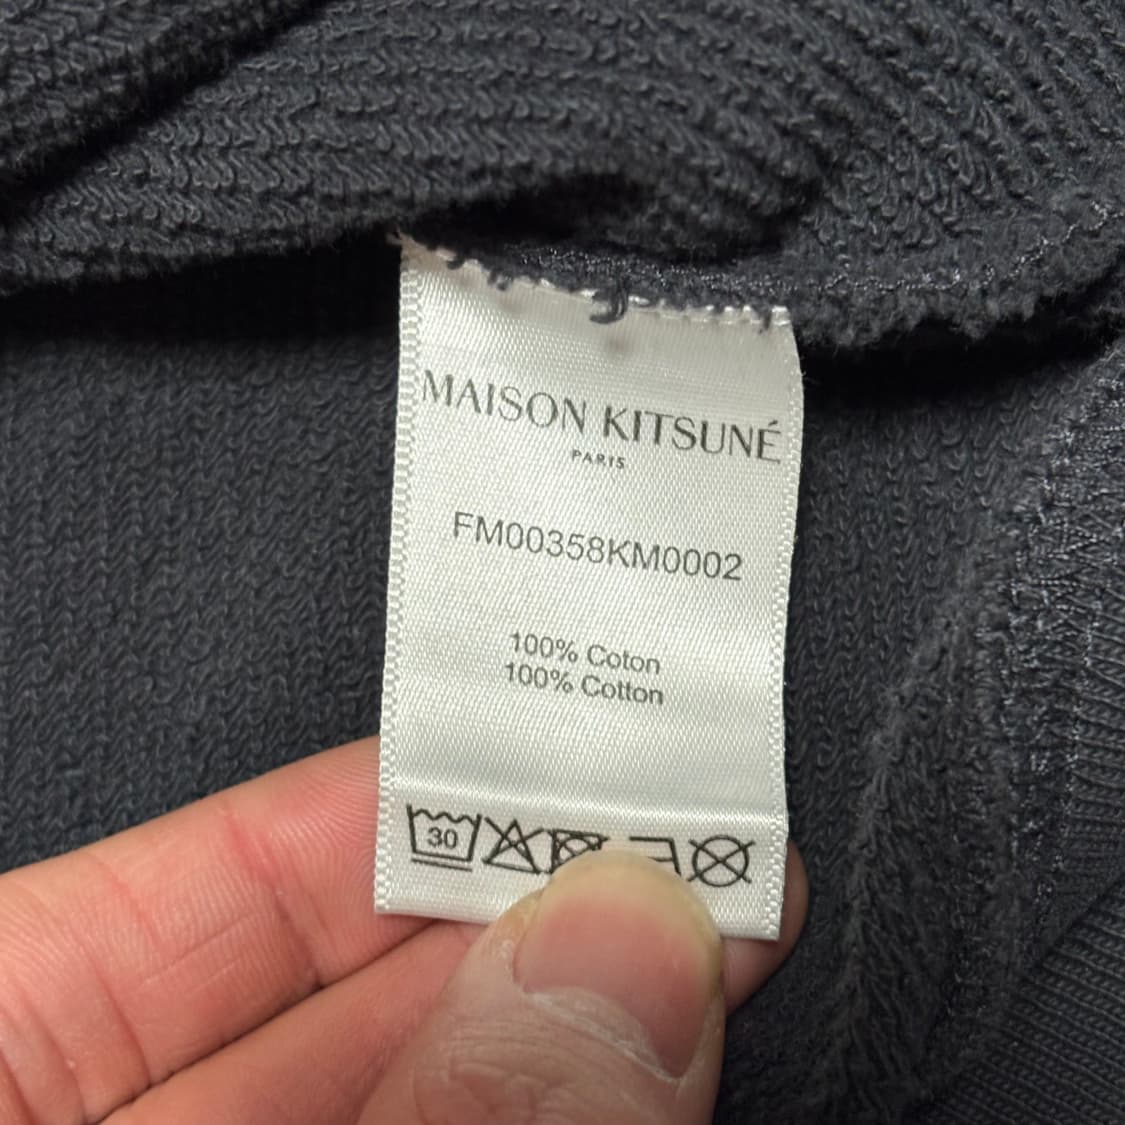 MAISON KITSUNÉ
PARIS
FM00358KM0002
100% Coton
100% Cotton
30